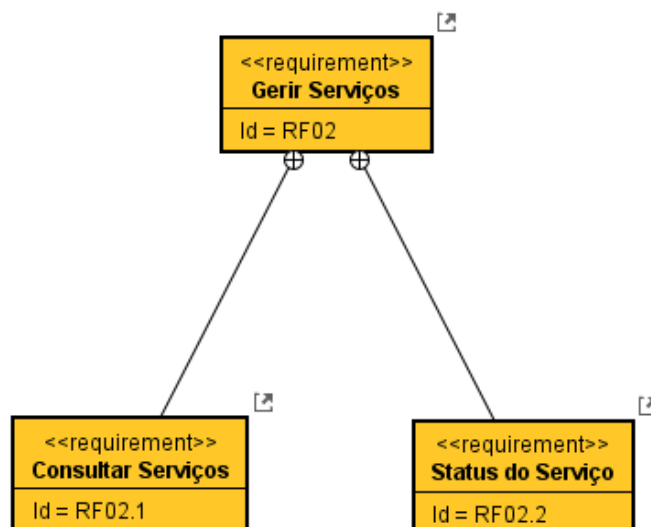 <<requirement>>
Gerir Serviços
Id = RF02
<<requirement>>
Consultar Serviços
Id = RF02.1
<<requirement>>
Status do Serviço
Id = RF02.2